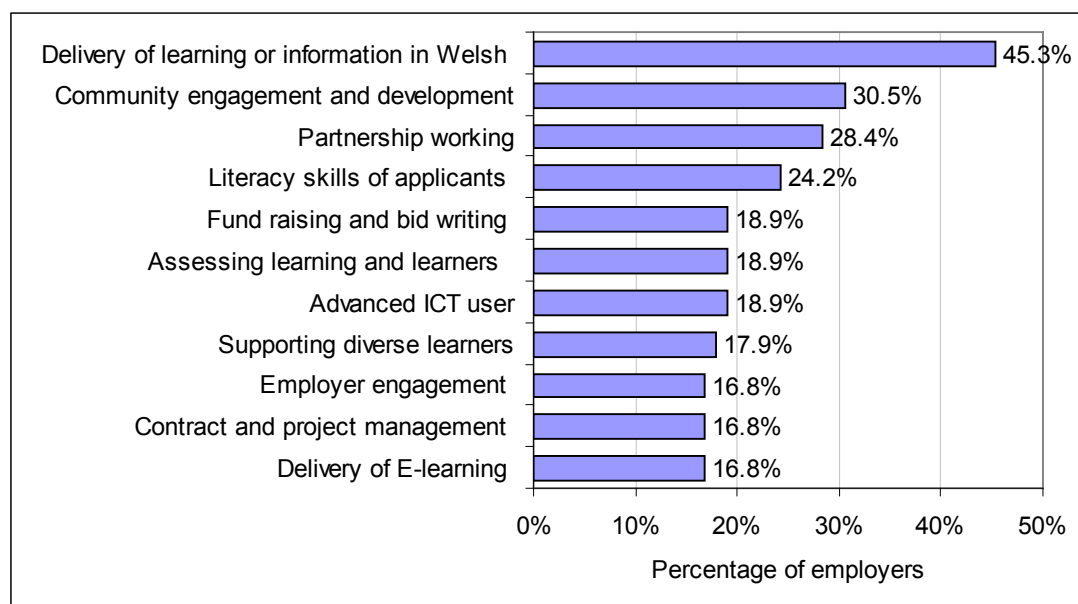 Delivery of learning or information in Welsh 45.3%
Community engagement and development 30.5%
Partnership working 28.4%
Literacy skills of applicants 24.2%
Fund raising and bid writing 18.9%
Assessing learning and learners 18.9%
Advanced ICT user 18.9%
Supporting diverse learners 17.9%
Employer engagement 16.8%
Contract and project management 16.8%
Delivery of E-learning 16.8%
0% 10% 20% 30% 40% 50%
Percentage of employers